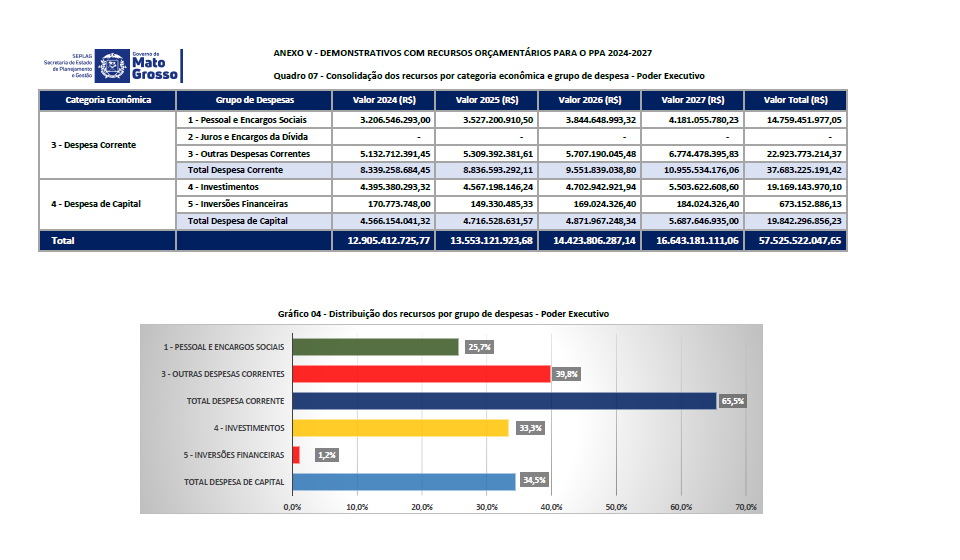 SEPLAG
Secretaria de Estado
de Planejamento
e Gestão
Governo de
Mato
Grosso
ANEXO V - DEMONSTRATIVOS COM RECURSOS ORÇAMENTÁRIOS PARA O PPA 2024-2027
Quadro 07 - Consolidação dos recursos por categoria econômica e grupo de despesa - Poder Executivo
Categoria Econômica Grupo de Despesas Valor 2024 (R$) Valor 2025 (R$) Valor 2026 (R$) Valor 2027 (R$) Valor Total (R$)
3 - Despesa Corrente
1 - Pessoal e Encargos Sociais 3.206.546.293,00 3.527.200.910,50 3.844.648.993,32 4.181.055.780,23 14.759.451.977,05
2 - Juros e Encargos da Dívida - - - - -
3 - Outras Despesas Correntes 5.132.712.391,45 5.309.392.381,61 5.707.190.045,48 6.774.478.395,83 22.923.773.214,37
Total Despesa Corrente 8.339.258.684,45 8.836.593.292,11 9.551.839.038,80 10.955.534.176,06 37.683.225.191,42
4 - Despesa de Capital
4 - Investimentos 4.395.380.293,32 4.567.198.146,24 4.702.942.921,94 5.503.622.608,60 19.169.143.970,10
5 - Inversões Financeiras 170.773.748,00 149.330.485,33 169.024.326,40 184.024.326,40 673.152.886,13
Total Despesa de Capital 4.566.154.041,32 4.716.528.631,57 4.871.967.248,34 5.687.646.935,00 19.842.296.856,23
Total 12.905.412.725,77 13.553.121.923,68 14.423.806.287,14 16.643.181.111,06 57.525.522.047,65
Gráfico 04 - Distribuição dos recursos por grupo de despesas - Poder Executivo
1 - PESSOAL E ENCARGOS SOCIAIS 25,7%
3 - OUTRAS DESPESAS CORRENTES 39,8%
TOTAL DESPESA CORRENTE 65,5%
4 - INVESTIMENTOS 33,3%
5 - INVERSÕES FINANCEIRAS 1,2%
TOTAL DESPESA DE CAPITAL 34,5%
0,0% 10,0% 20,0% 30,0% 40,0% 50,0% 60,0% 70,0%